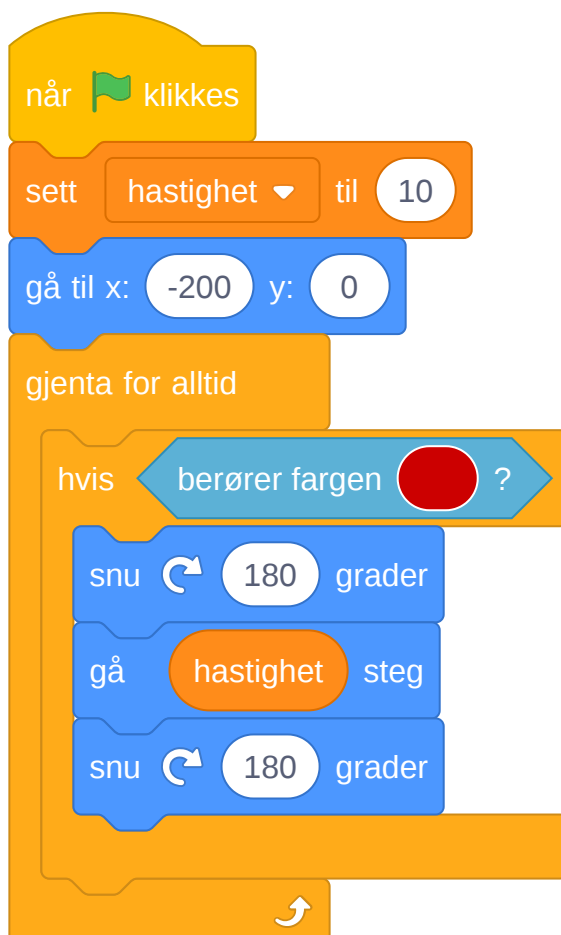 når klikkes
sett hastighet til 10
gå til x: -200 y: 0
gjenta for alltid
hvis berører fargen ?
snu 180 grader
gå hastighet steg
snu 180 grader